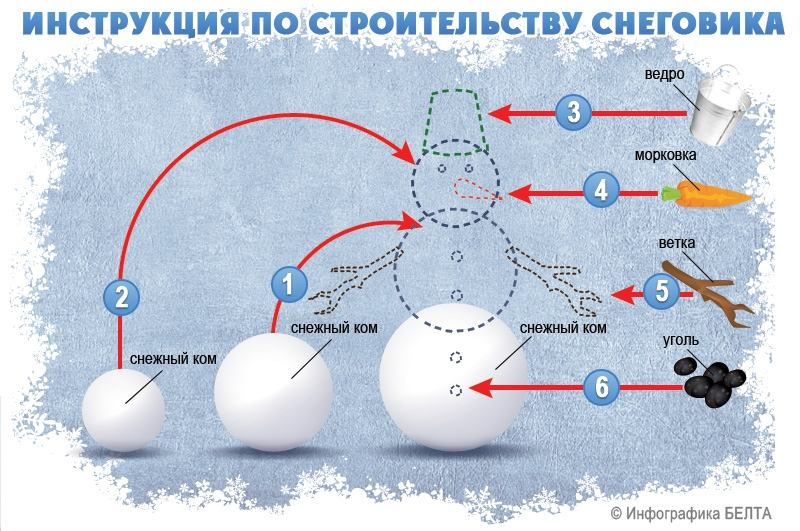 ИНСТРУКЦИЯ ПО СТРОИТЕЛЬСТВУ СНЕГОВИКА
ведро
3
морковка
4
ветка
5
1
2
снежный ком
снежный ком
снежный ком
уголь
6
© Инфографика БЕЛТА